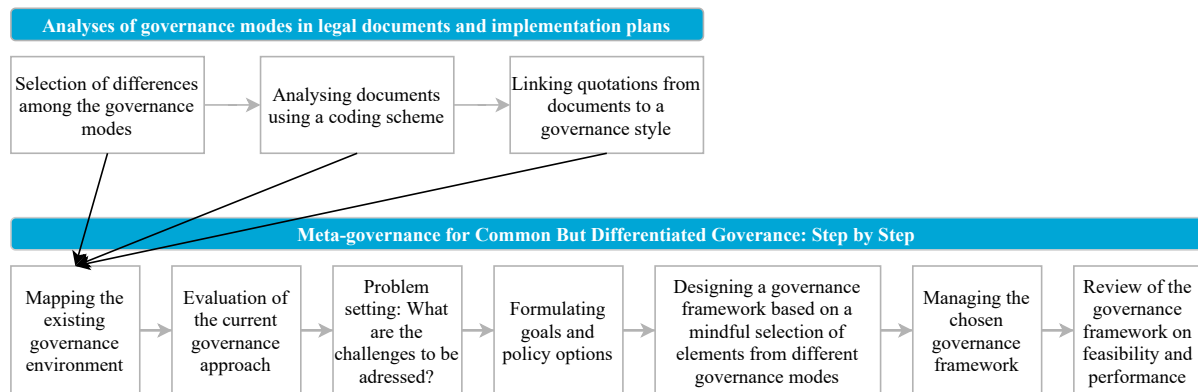 Analyses of governance modes in legal documents and implementation plans
Selection of differences
among the governance
modes
Analysing documents
using a coding scheme
Linking quotations from
documents to a
governance style
Meta-governance for Common But Differentiated Goverance: Step by Step
Mapping the
existing
governance
environment
Evaluation of
the current
governance
approach
Problem
setting: What
are the
challenges to be
adressed?
Formulating
goals and
policy options
Designing a governance
framework based on a
mindful selection of
elements from different
governance modes
Managing the
chosen
governance
framework
Review of the
governance
framework on
feasibility and
performance